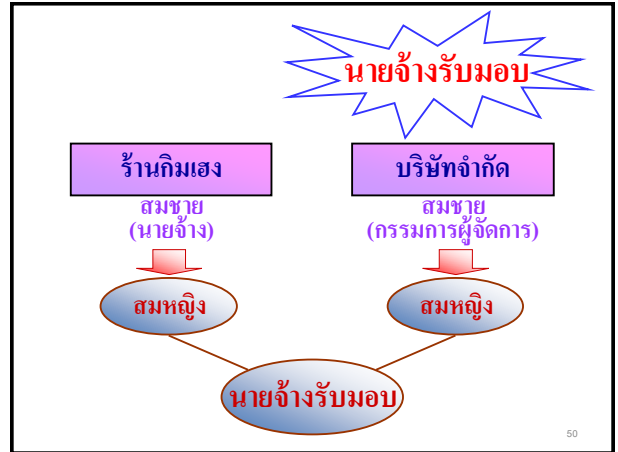 นายจ้างรับมอบ
ร้านกิมเฮง
บริษัทจำกัด
สมชาย
(นายจ้าง)
สมชาย
(กรรมการผู้จัดการ)
สมหญิง
สมหญิง
นายจ้างรับมอบ
50